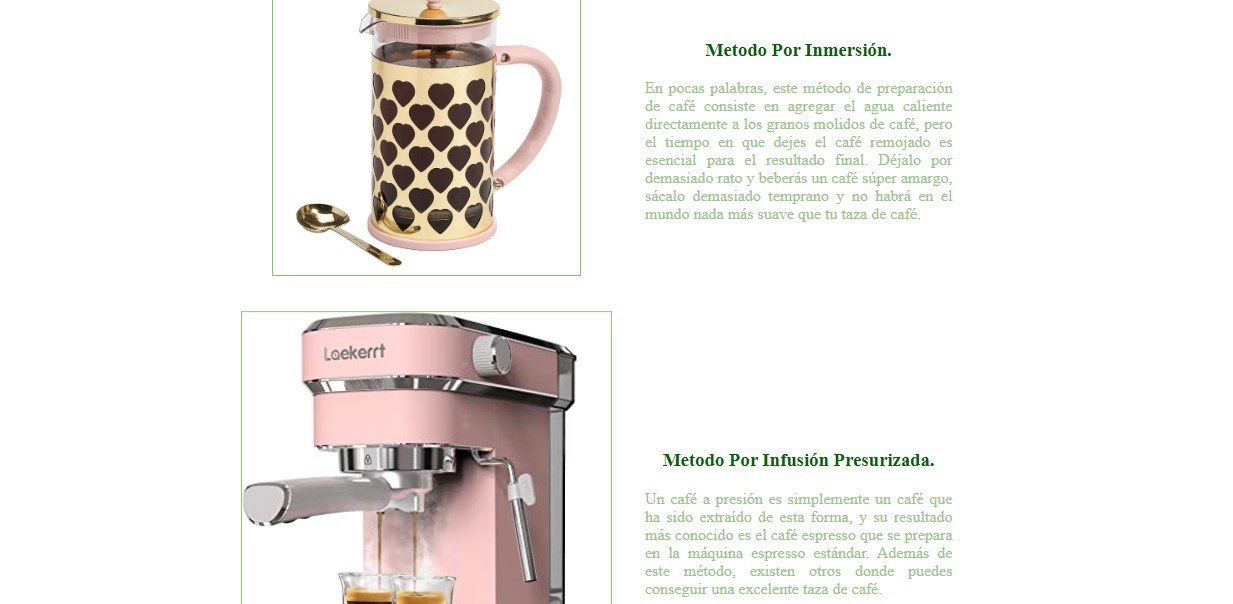 Metodo Por Inmersión.
En pocas palabras, este método de preparación
de café consiste en agregar el agua caliente
directamente a los granos molidos de café, pero
el tiempo en que dejes el café remojado es
esencial para el resultado final. Déjalo por
demasiado rato y beberás un café súper amargo,
sácalo demasiado temprano y no habrá en el
mundo nada más suave que tu taza de café.
Laekerrt
Metodo Por Infusión Presurizada.
Un café a presión es simplemente un café que
ha sido extraído de esta forma, y su resultado
más conocido es el café espresso que se prepara
en la máquina espresso estándar. Además de
este método, existen otros donde puedes
conseguir una excelente taza de café.